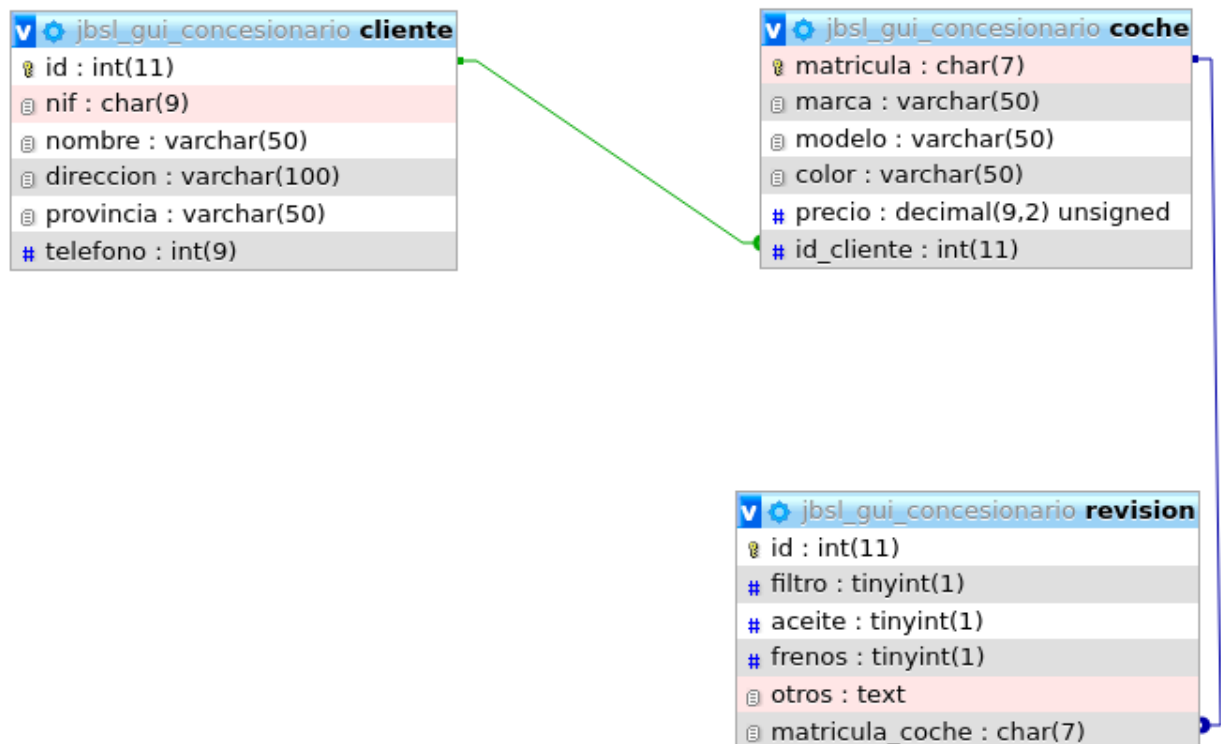 v jbsl_gui_concesionario cliente
id : int(11)
nif : char(9)
nombre : varchar(50)
direccion : varchar(100)
provincia : varchar(50)
# telefono : int(9)
v jbsl_gui_concesionario coche
matricula : char(7)
marca : varchar(50)
modelo : varchar(50)
color : varchar(50)
# precio : decimal(9,2) unsigned
# id_cliente : int(11)
v jbsl_gui_concesionario revision
id : int(11)
# filtro : tinyint(1)
# aceite : tinyint(1)
# frenos : tinyint(1)
otros : text
matricula_coche : char(7)